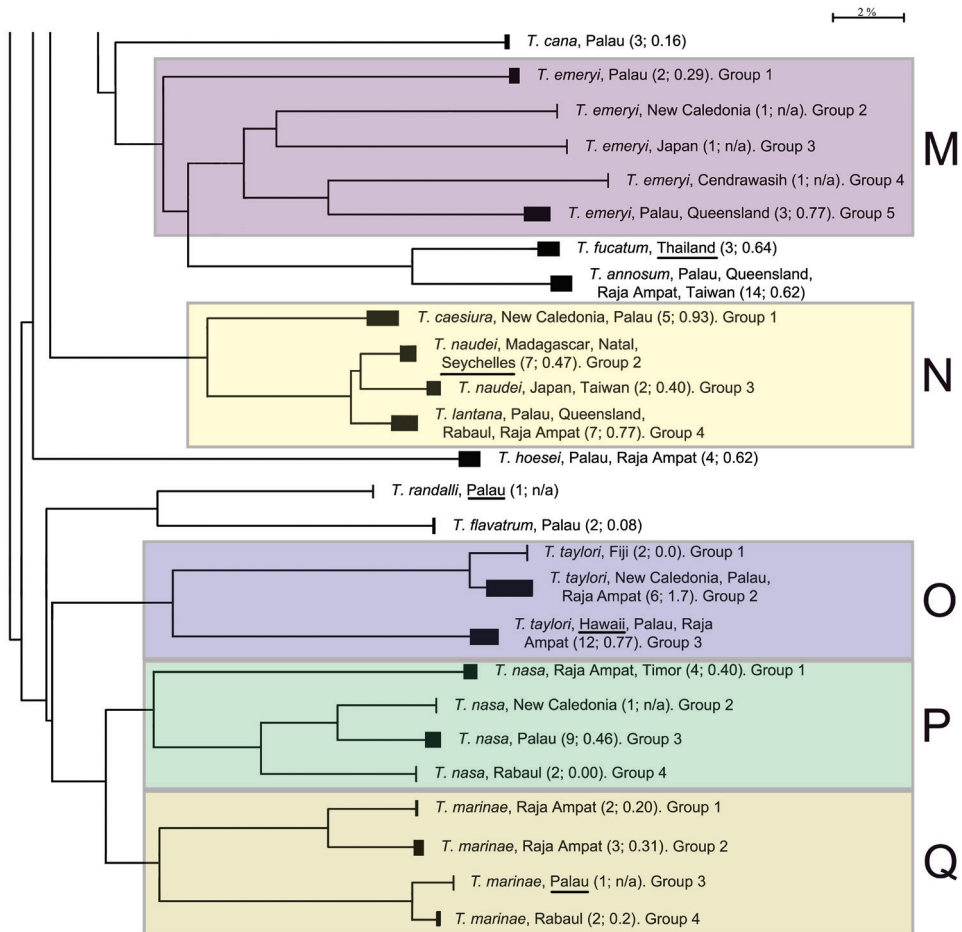 2 %
T. cana, Palau (3; 0.16)
T. emeryi, Palau (2; 0.29). Group 1
T. emeryi, New Caledonia (1; n/a). Group 2
T. emeryi, Japan (1; n/a). Group 3
T. emeryi, Cendrawasih (1; n/a). Group 4
T. emeryi, Palau, Queensland (3; 0.77). Group 5
M
T. fucatum, Thailand (3; 0.64)
T. annosum, Palau, Queensland,
Raja Ampat, Taiwan (14; 0.62)
T. caesiura, New Caledonia, Palau (5; 0.93). Group 1
T. naudei, Madagascar, Natal,
Seychelles (7; 0.47). Group 2
T. naudei, Japan, Taiwan (2; 0.40). Group 3
T. lantana, Palau, Queensland,
Rabaul, Raja Ampat (7; 0.77). Group 4
N
T. hoesei, Palau, Raja Ampat (4; 0.62)
T. randalli, Palau (1; n/a)
T. flavatrum, Palau (2; 0.08)
T. taylori, Fiji (2; 0.0). Group 1
T. taylori, New Caledonia, Palau,
Raja Ampat (6; 1.7). Group 2
T. taylori, Hawaii, Palau, Raja
Ampat (12; 0.77). Group 3
O
T. nasa, Raja Ampat, Timor (4; 0.40). Group 1
T. nasa, New Caledonia (1; n/a). Group 2
T. nasa, Palau (9; 0.46). Group 3
T. nasa, Rabaul (2; 0.00). Group 4
P
T. marinae, Raja Ampat (2; 0.20). Group 1
T. marinae, Raja Ampat (3; 0.31). Group 2
T. marinae, Palau (1; n/a). Group 3
T. marinae, Rabaul (2; 0.2). Group 4
Q